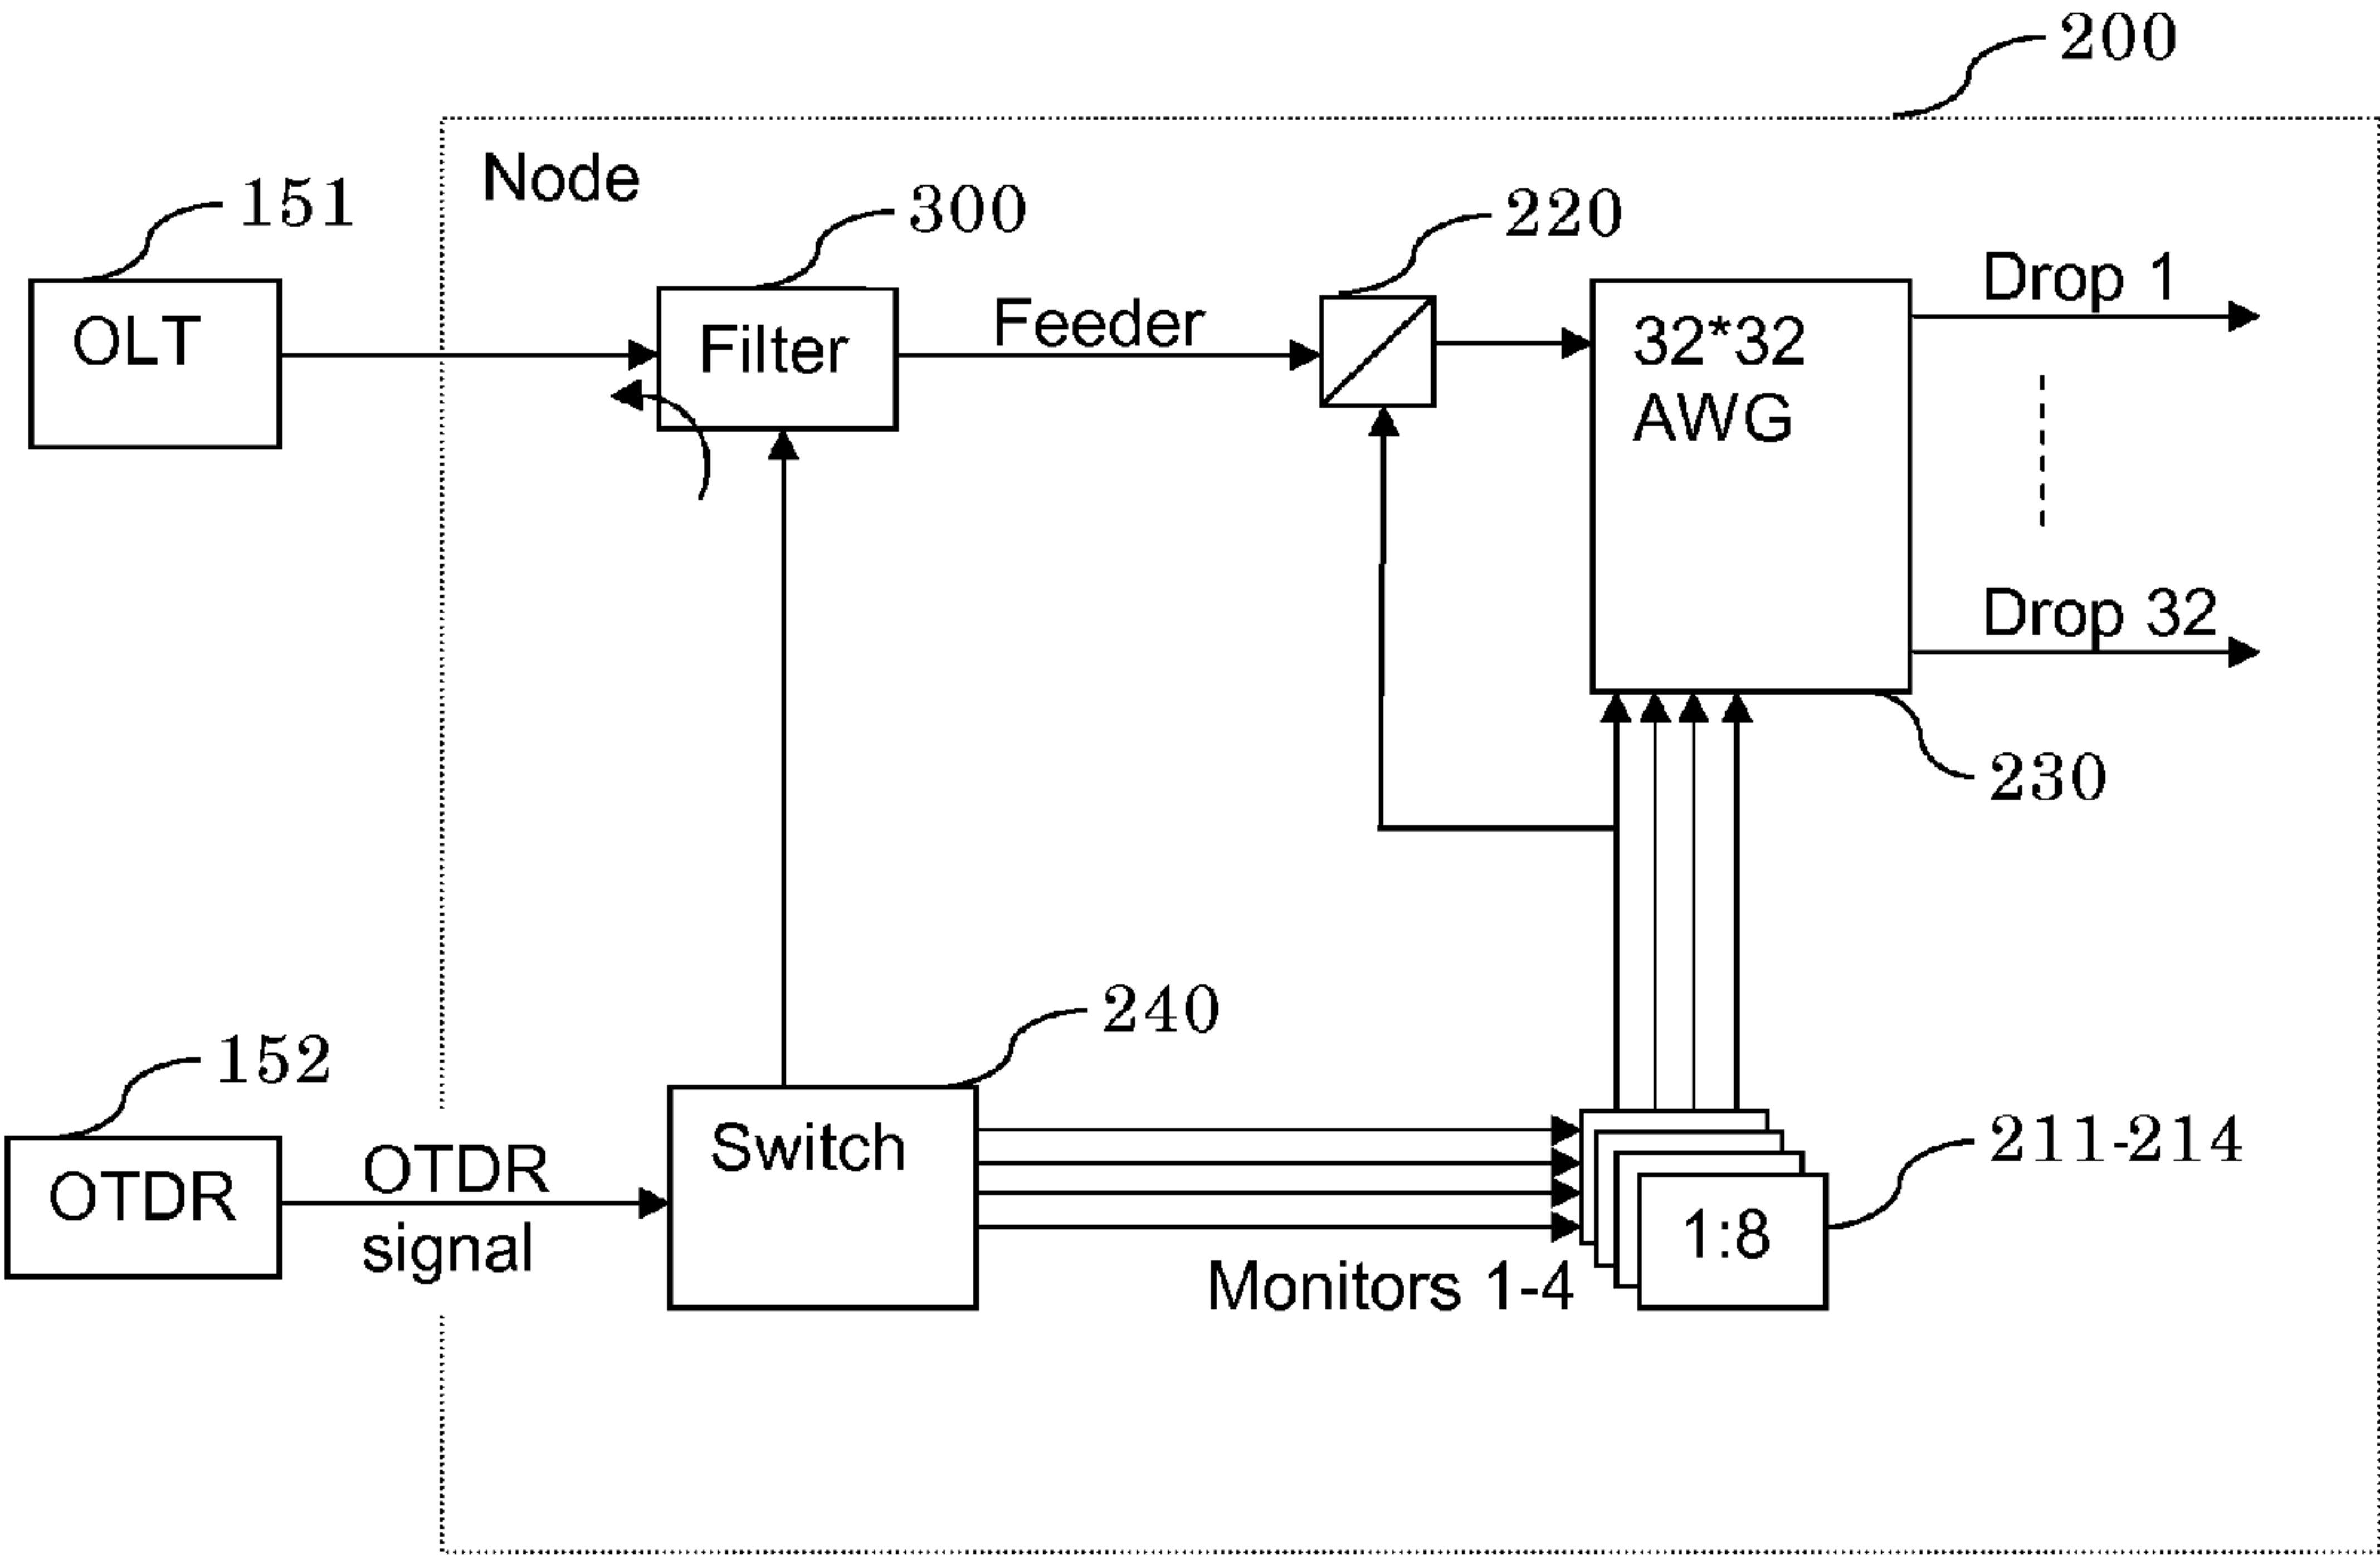 200
Node
151
300
220
OLT
Filter
Feeder
32*32
AWG
Drop 1
Drop 32
230
240
152
OTDR
OTDR
signal
Switch
Monitors 1-4
1:8
211-214